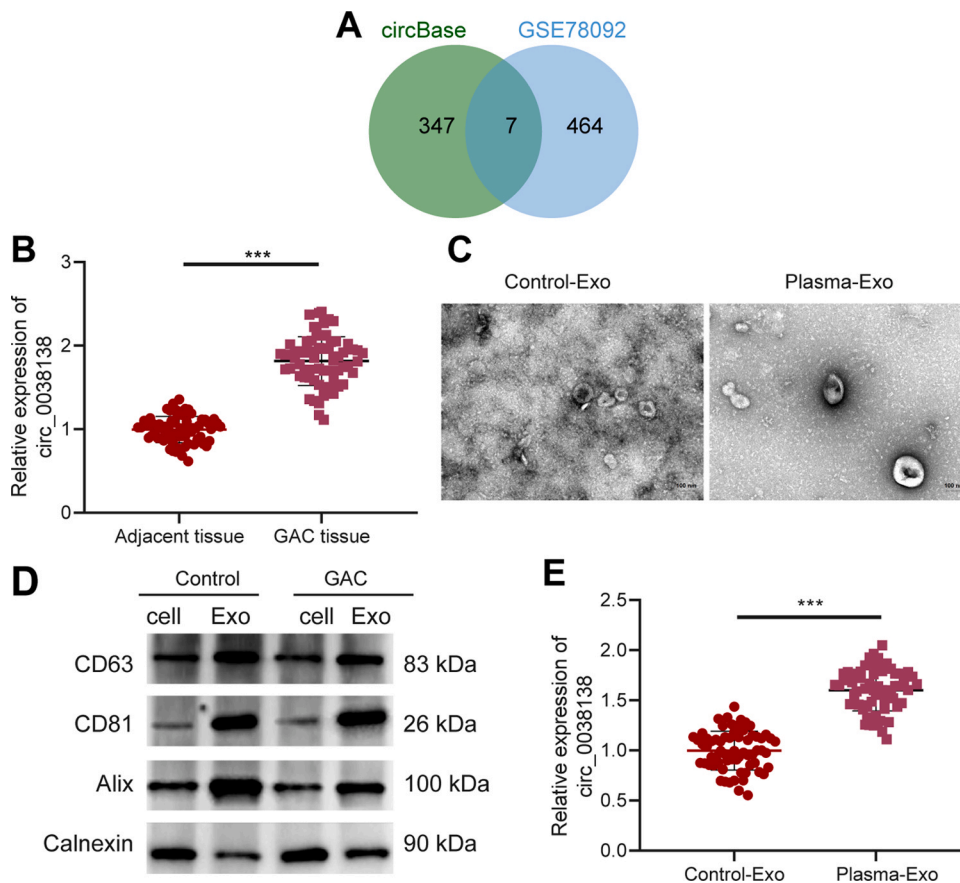 A
circBase GSE78092
347 7 464
B
Relative expression of
circ_0038138
3
2
1
0
***
Adjacent tissue GAC tissue
C
Control-Exo Plasma-Exo
100 nm
100 nm
D
Control GAC
cell Exo cell Exo
CD63 83 kDa
CD81 26 kDa
Alix 100 kDa
Calnexin 90 kDa
E
Relative expression of
circ_0038138
2.5
2.0
1.5
1.0
0.5
0.0
***
Control-Exo Plasma-Exo